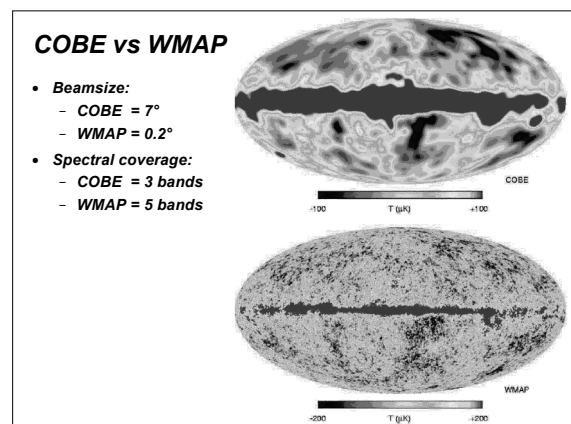 COBE vs WMAP
• Beamsize:
– COBE = 7°
– WMAP = 0.2°
• Spectral coverage:
– COBE = 3 bands
– WMAP = 5 bands
COBE
-100 T (μK) +100
WMAP
-200 T (μK) +200